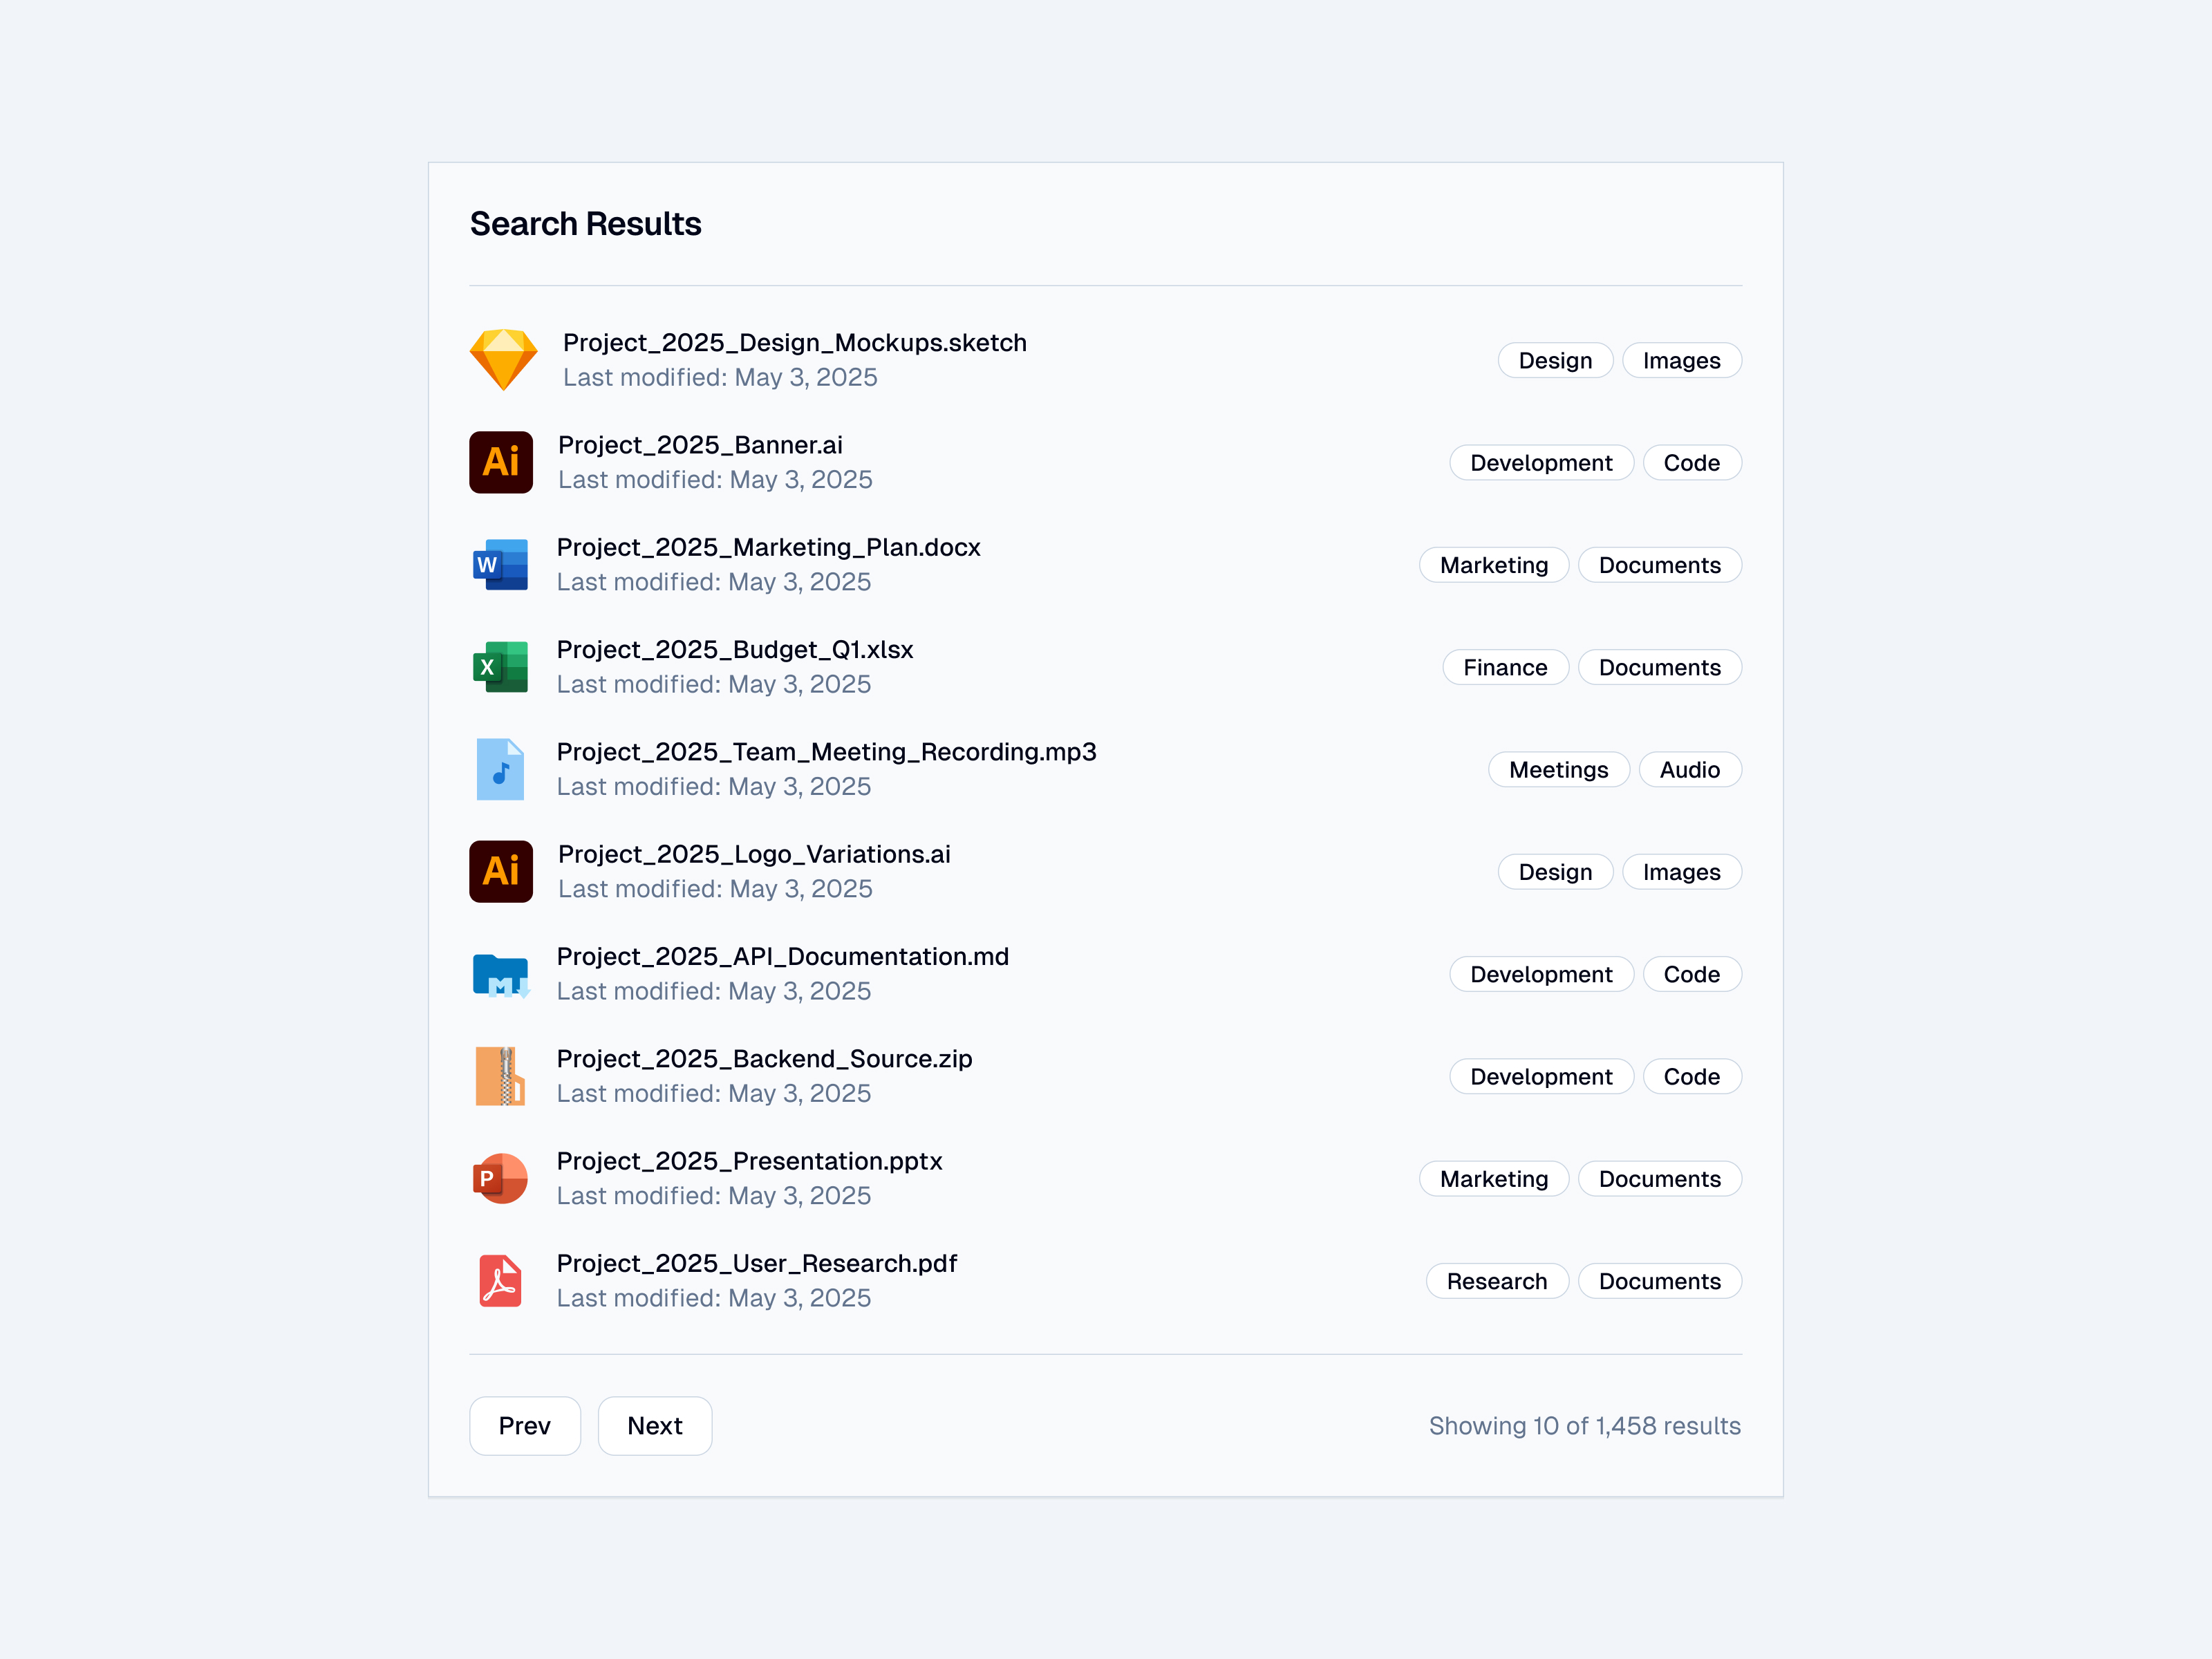 Search Results
Project_2025_Design_Mockups.sketch
Last modified: May 3, 2025
Design Images
Ai
Project_2025_Banner.ai
Last modified: May 3, 2025
Development Code
W
Project_2025_Marketing_Plan.docx
Last modified: May 3, 2025
Marketing Documents
X
Project_2025_Budget_Q1.xlsx
Last modified: May 3, 2025
Finance Documents
Project_2025_Team_Meeting_Recording.mp3
Last modified: May 3, 2025
Meetings Audio
Ai
Project_2025_Logo_Variations.ai
Last modified: May 3, 2025
Design Images
M
Project_2025_API_Documentation.md
Last modified: May 3, 2025
Development Code
Project_2025_Backend_Source.zip
Last modified: May 3, 2025
Development Code
P
Project_2025_Presentation.pptx
Last modified: May 3, 2025
Marketing Documents
Project_2025_User_Research.pdf
Last modified: May 3, 2025
Research Documents
Prev Next Showing 10 of 1,458 results